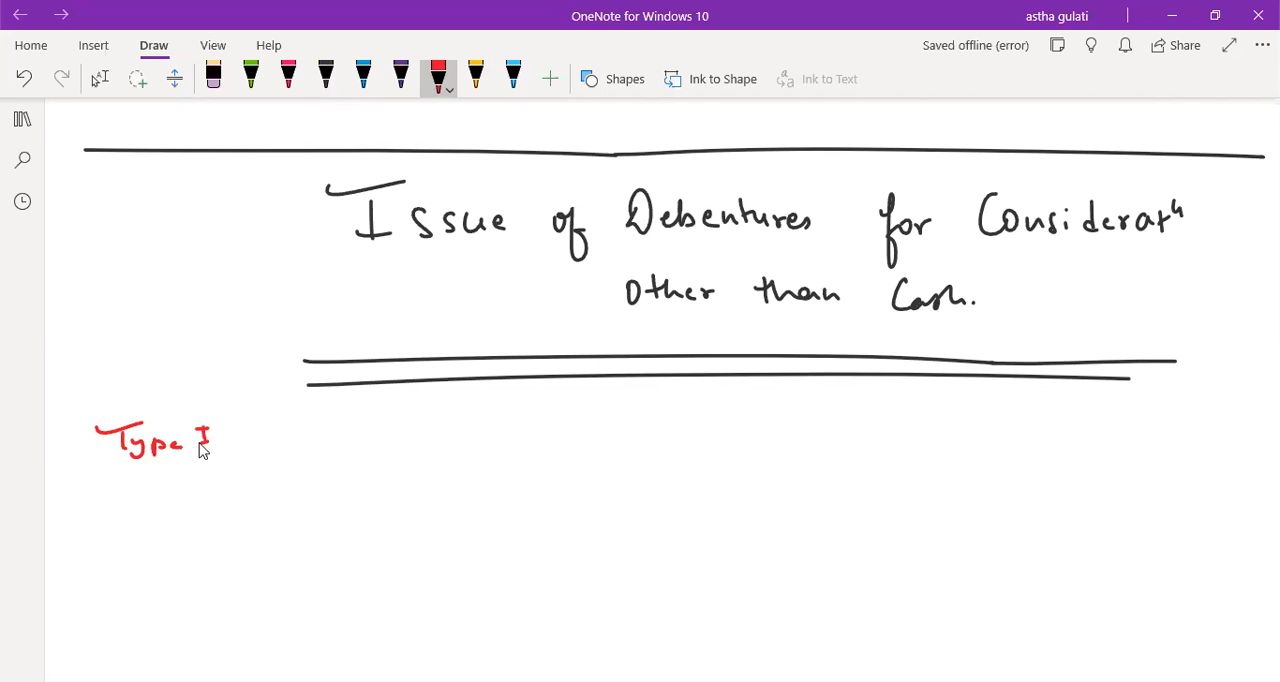 OneNote for Windows 10
astha gulati
Home Insert Draw View Help
Saved offline (error)
Share
Shapes
Ink to Shape
Ink to Text
Issue of Debentures for Consideratn
Other than Cash.
Type I